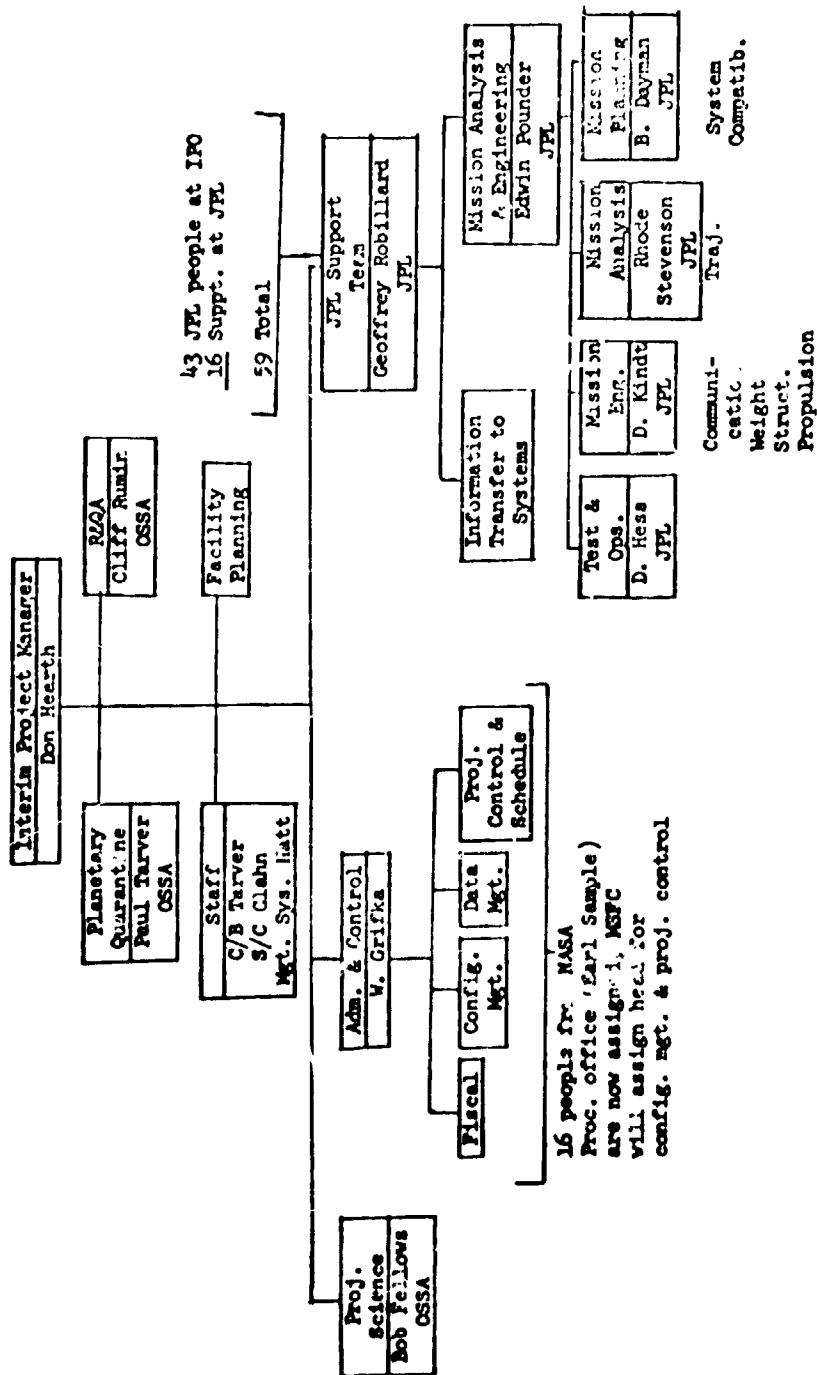 Interim Project Manager
Don Hearth
Planetary
Quarantine
Paul Tarver
OSSA
R&QA
OSSA
Staff
C/B Tarver
S/C Glahn
Mgt. Sys.
Facility
Planning
43 JPL people at IPO
16 Suppt. at JPL
59 Total
Proj.
Science
Bob Fellows
OSSA
Adm. & Control
W. Grifka
JPL Support
Team
Geoffrey Robillard
JPL
Fiscal
Config.
Mgt.
Data
Mgt.
Proj.
Control &
Schedule
16 people from NASA
Proc. office (Earl Sample)
are now assigned, MSFC
will assign head for
config. mgt. & proj. control
Information
Transfer to
Systems
Mission Analysis
& Engineering
Edwin Pounder
JPL
Test &
Ops.
D. Hess
JPL
Mission
Eng.
D. Kindt
JPL
Communi-
Weight
Struct.
Propulsion
Mission
Analysis
Rhode
Stevenson
JPL
Traj.
Mission
Planning
B. Dayman
JPL
System
Compatib.